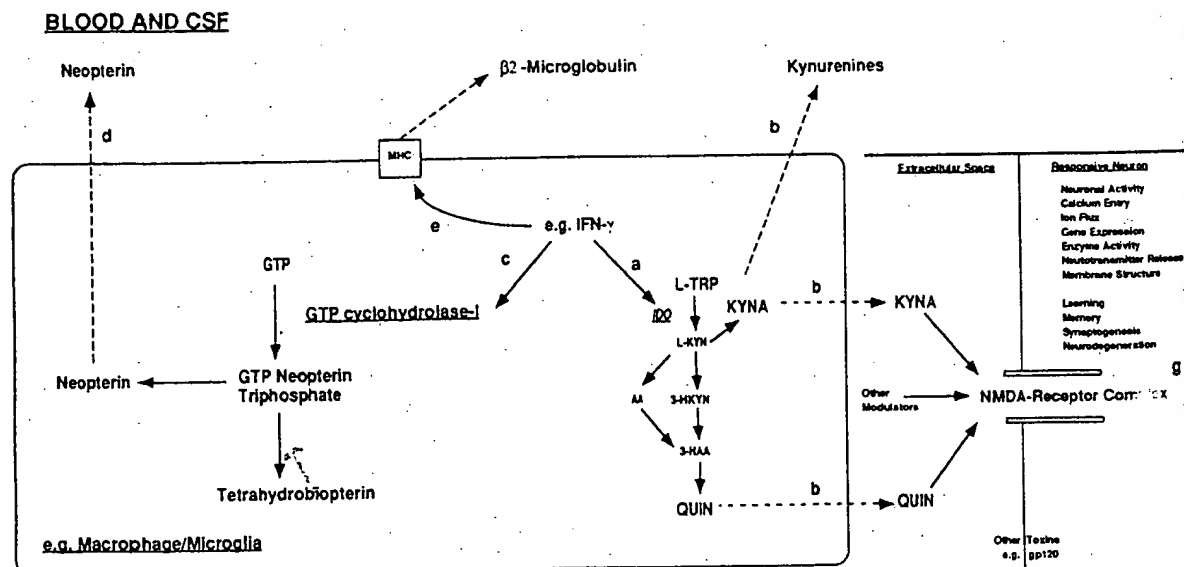 BLOOD AND CSF
Neopterin
β2-Microglobulin
Kynurenines
d
b
MHC
Extracellular Space
Responsive Neuron
Neuronal Activity
Calcium Entry
Ion Flux
Gene Expression
Enzyme Activity
Neutotransmitter Release
Membrane Structure
Learning
Memory
Synaptogenesis
Neurodegeneration
e
e.g. IFN-γ
c
a
GTP
L-TRP
GTP cyclohydrolase-I
IDO
KYNA
b
KYNA
L-KYN
Neopterin
GTP Neopterin
Triphosphate
AA
3-HKYN
Other
Modulators
NMDA-Receptor
g
3-HAA
Tetrahydrobiopterin
QUIN
b
QUIN
e.g. Macrophage/Microglia
Other Toxins
e.g. gp120